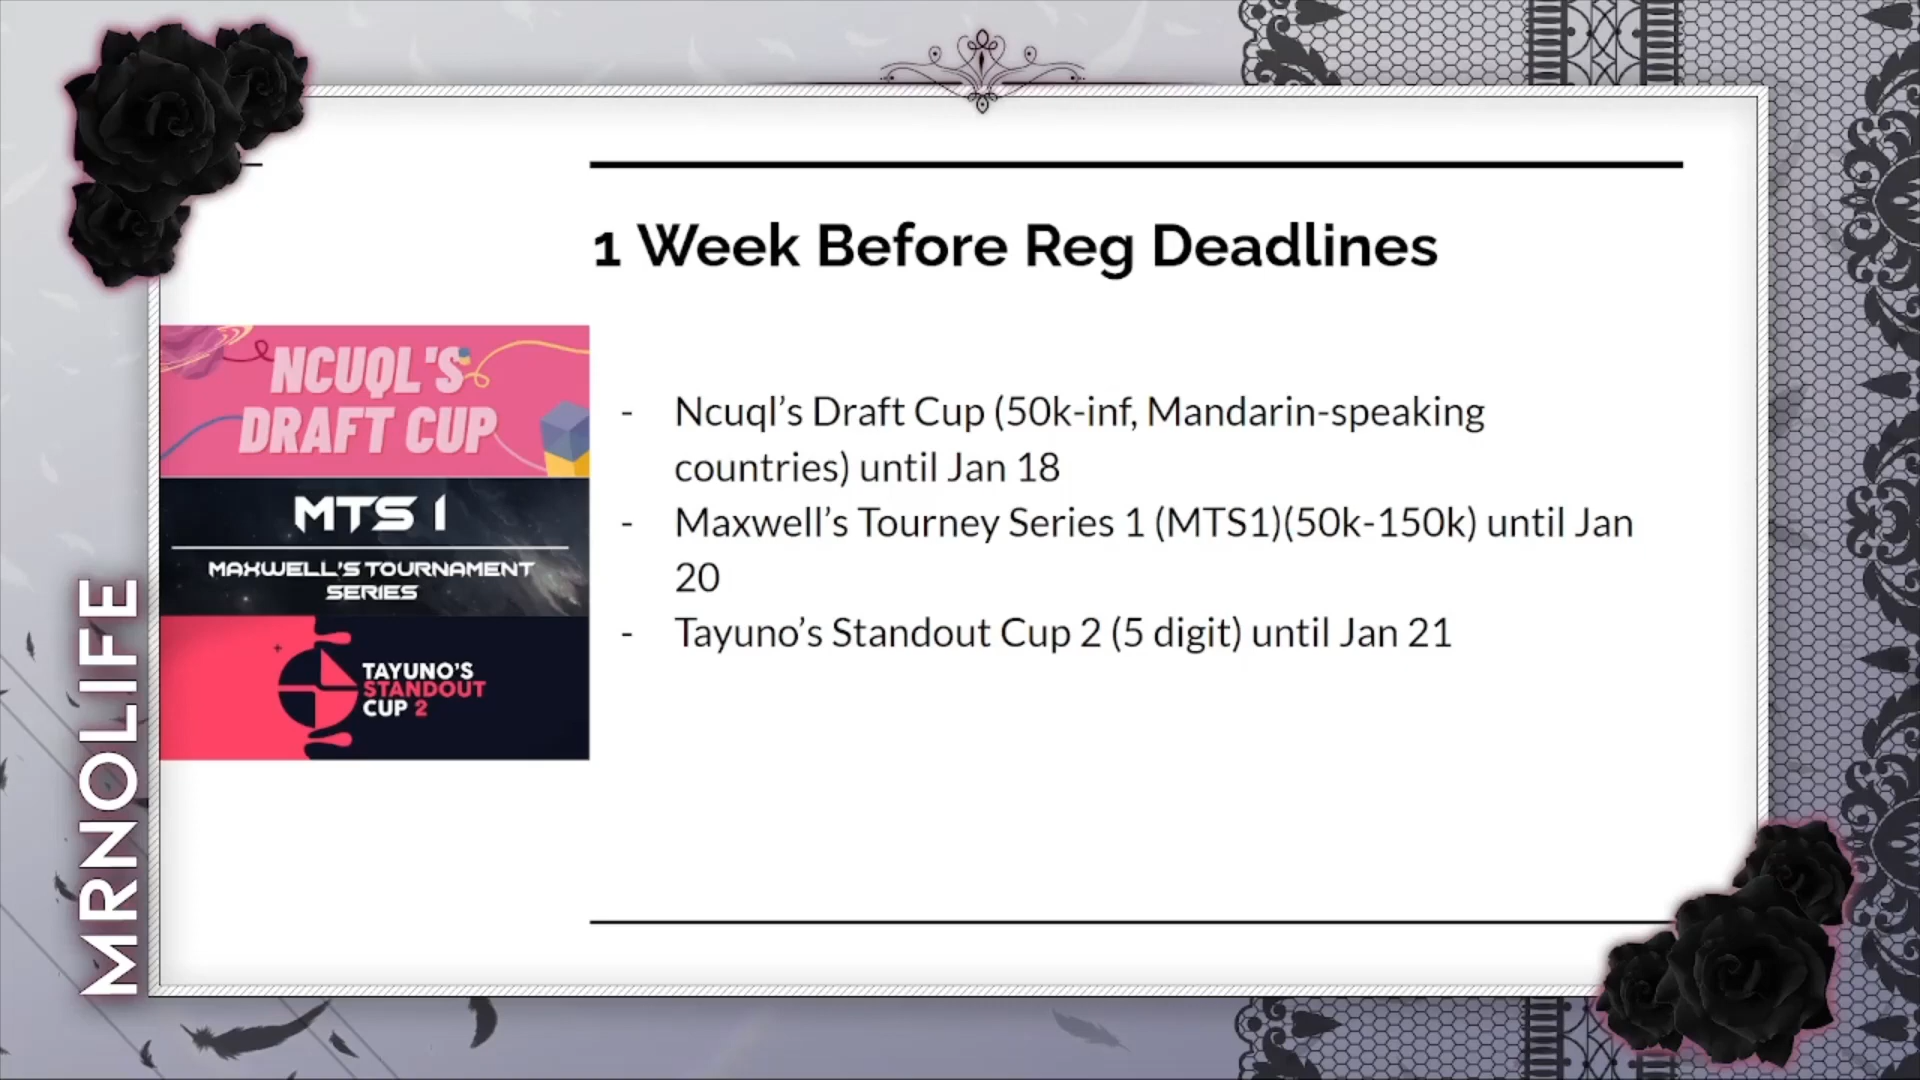 1 Week Before Reg Deadlines
NCUQL'S
DRAFT CUP
MTS 1
MAXWELL'S TOURNAMENT
SERIES
TAYUNO'S
STANDOUT
CUP 2
- Ncuql’s Draft Cup (50k-inf, Mandarin-speaking
countries) until Jan 18
- Maxwell’s Tourney Series 1 (MTS1)(50k-150k) until Jan
20
- Tayuno’s Standout Cup 2 (5 digit) until Jan 21
MRNOLIFE